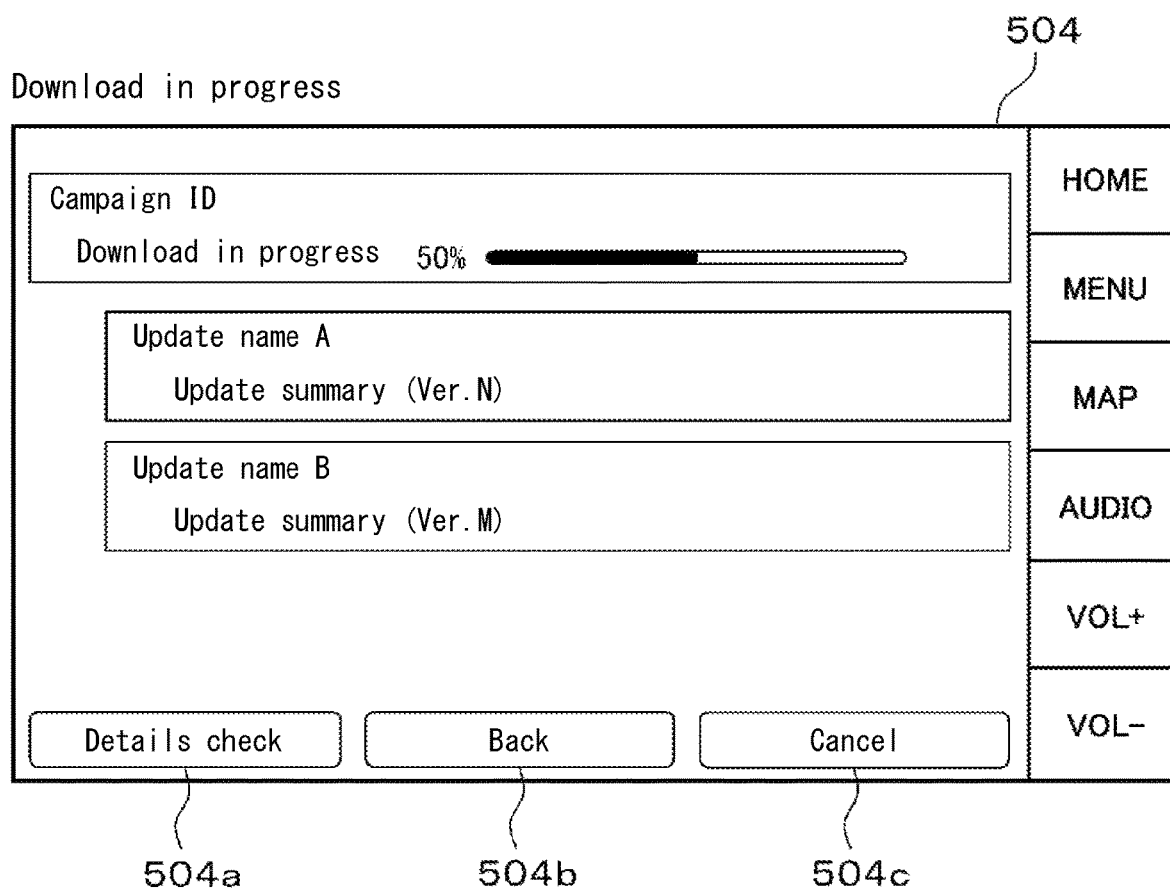 504
Download in progress
Campaign ID
Download in progress 50%
Update name A
Update summary (Ver.N)
Update name B
Update summary (Ver.M)
Details check
Back
Cancel
HOME
MENU
MAP
AUDIO
VOL+
VOL-
504a
504b
504c